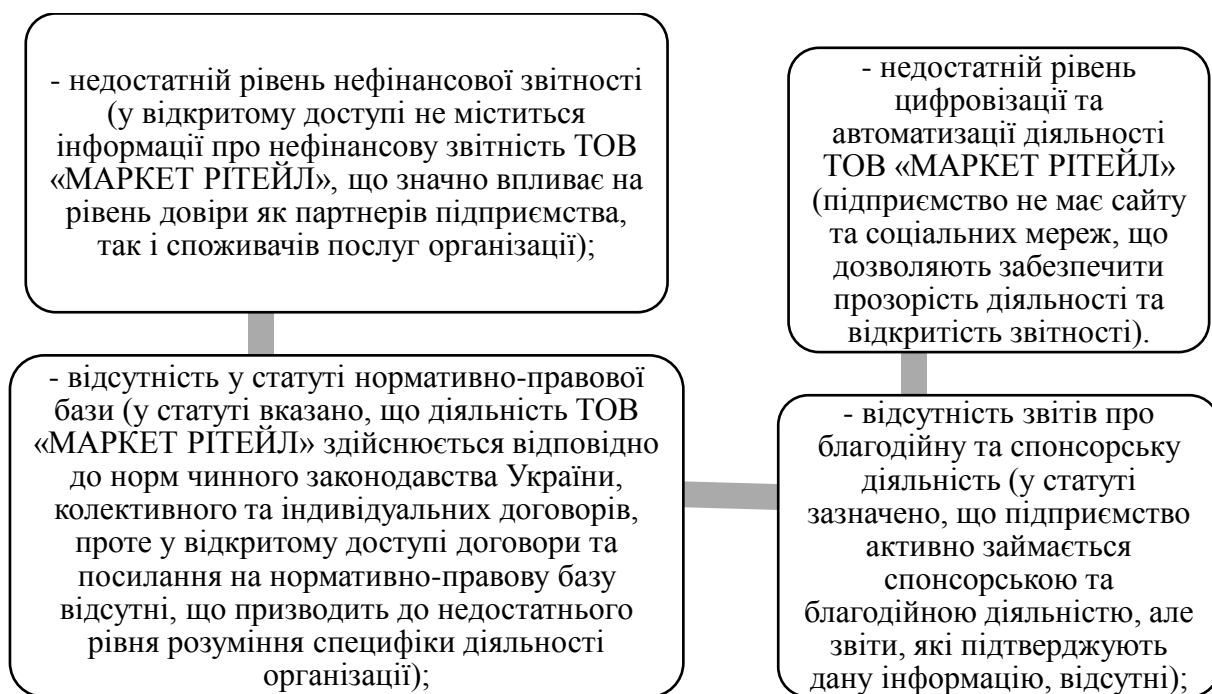 - недостатній рівень нефінансової звітності
(у відкритого доступі не міститься
інформації про нефінансову звітність ТОВ
«МАРКЕТ РІТЕЙЛ», що значно впливає на
рівень довіри як партнерів підприємства,
так і споживачів послуг організації);
- відсутність у статуті нормативно-правової
бази (у статуті вказано, що діяльність ТОВ
«МАРКЕТ РІТЕЙЛ» здійснюється відповідно
до норм чинного законодавства України,
колективного та індивідуальних договорів,
проте у відкритому доступі договори та
посилання на нормативно-правову базу
відсутні, що призводить до недостатнього
рівня розуміння специфіки діяльності
організації);
- відсутність звітів про
благодійну та спонсорську
діяльність (у статуті
зазначено, що підприємство
активно займається
спонсорською та
благодійною діяльністю, але
звіти, які підтверджують
дану інформацію, відсутні);
- недостатній рівень
цифровізації та
автоматизації діяльності
ТОВ «МАРКЕТ РІТЕЙЛ»
(підприємство не має сайту
та соціальних мереж, що
дозволяють забезпечити
прозорість діяльності та
відкритість звітності).